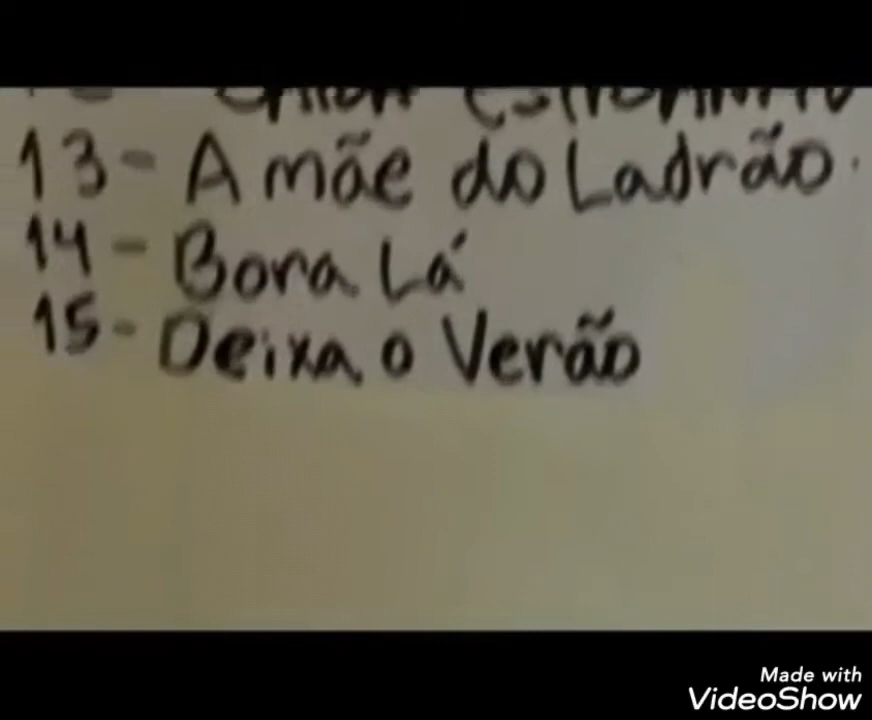 13- A mãe do Ladrão.
14- Bora Lá
15- Deixa o Verão
Made with
VideoShow